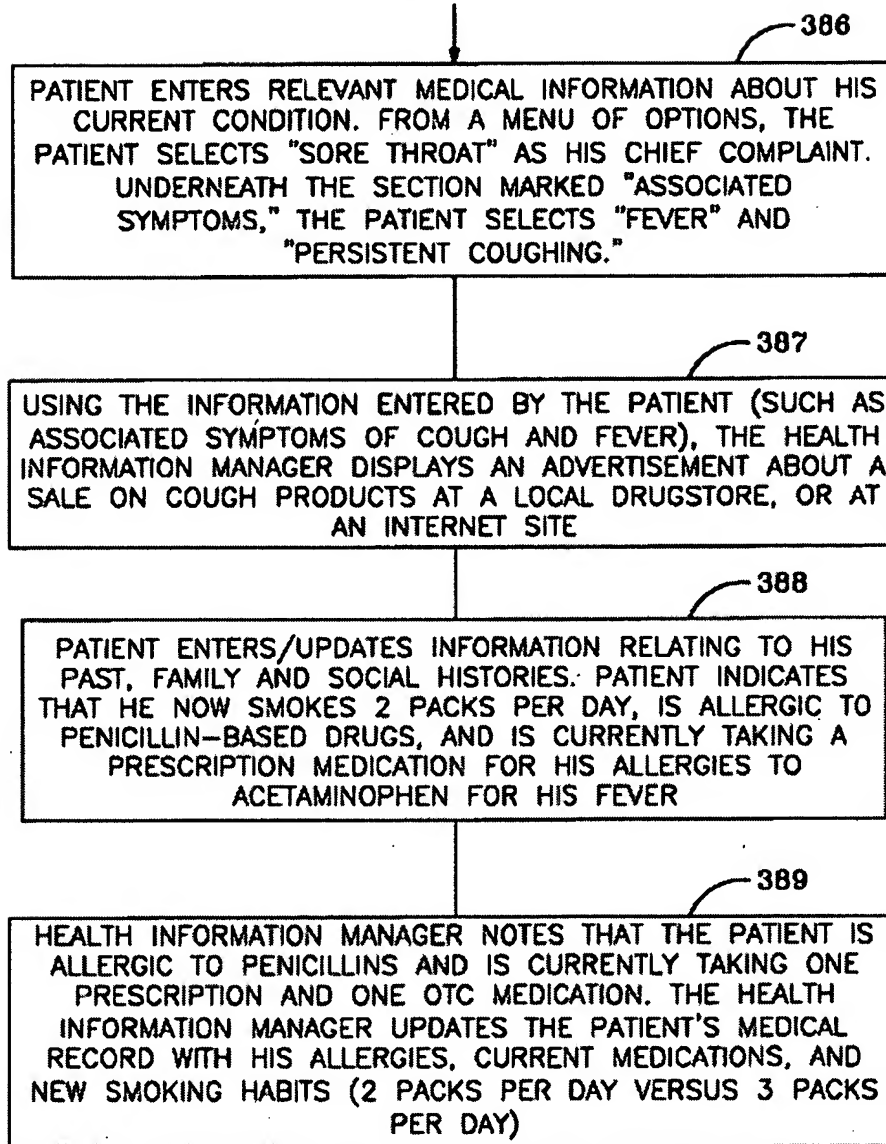 386
PATIENT ENTERS RELEVANT MEDICAL INFORMATION ABOUT HIS
CURRENT CONDITION. FROM A MENU OF OPTIONS, THE
PATIENT SELECTS "SORE THROAT" AS HIS CHIEF COMPLAINT.
UNDERNEATH THE SECTION MARKED "ASSOCIATED
SYMPTOMS," THE PATIENT SELECTS "FEVER" AND
"PERSISTENT COUGHING."
387
USING THE INFORMATION ENTERED BY THE PATIENT (SUCH AS
ASSOCIATED SYMPTOMS OF COUGH AND FEVER), THE HEALTH
INFORMATION MANAGER DISPLAYS AN ADVERTISEMENT ABOUT A
SALE ON COUGH PRODUCTS AT A LOCAL DRUGSTORE, OR AT
AN INTERNET SITE
388
PATIENT ENTERS/UPDATES INFORMATION RELATING TO HIS
PAST, FAMILY AND SOCIAL HISTORIES. PATIENT INDICATES
THAT HE NOW SMOKES 2 PACKS PER DAY, IS ALLERGIC TO
PENICILLIN-BASED DRUGS, AND IS CURRENTLY TAKING A
PRESCRIPTION MEDICATION FOR HIS ALLERGIES TO
ACETAMINOPHEN FOR HIS FEVER
389
HEALTH INFORMATION MANAGER NOTES THAT THE PATIENT IS
ALLERGIC TO PENICILLINS AND IS CURRENTLY TAKING ONE
PRESCRIPTION AND ONE OTC MEDICATION. THE HEALTH
INFORMATION MANAGER UPDATES THE PATIENT'S MEDICAL
RECORD WITH HIS ALLERGIES, CURRENT MEDICATIONS, AND
NEW SMOKING HABITS (2 PACKS PER DAY VERSUS 3 PACKS
PER DAY)